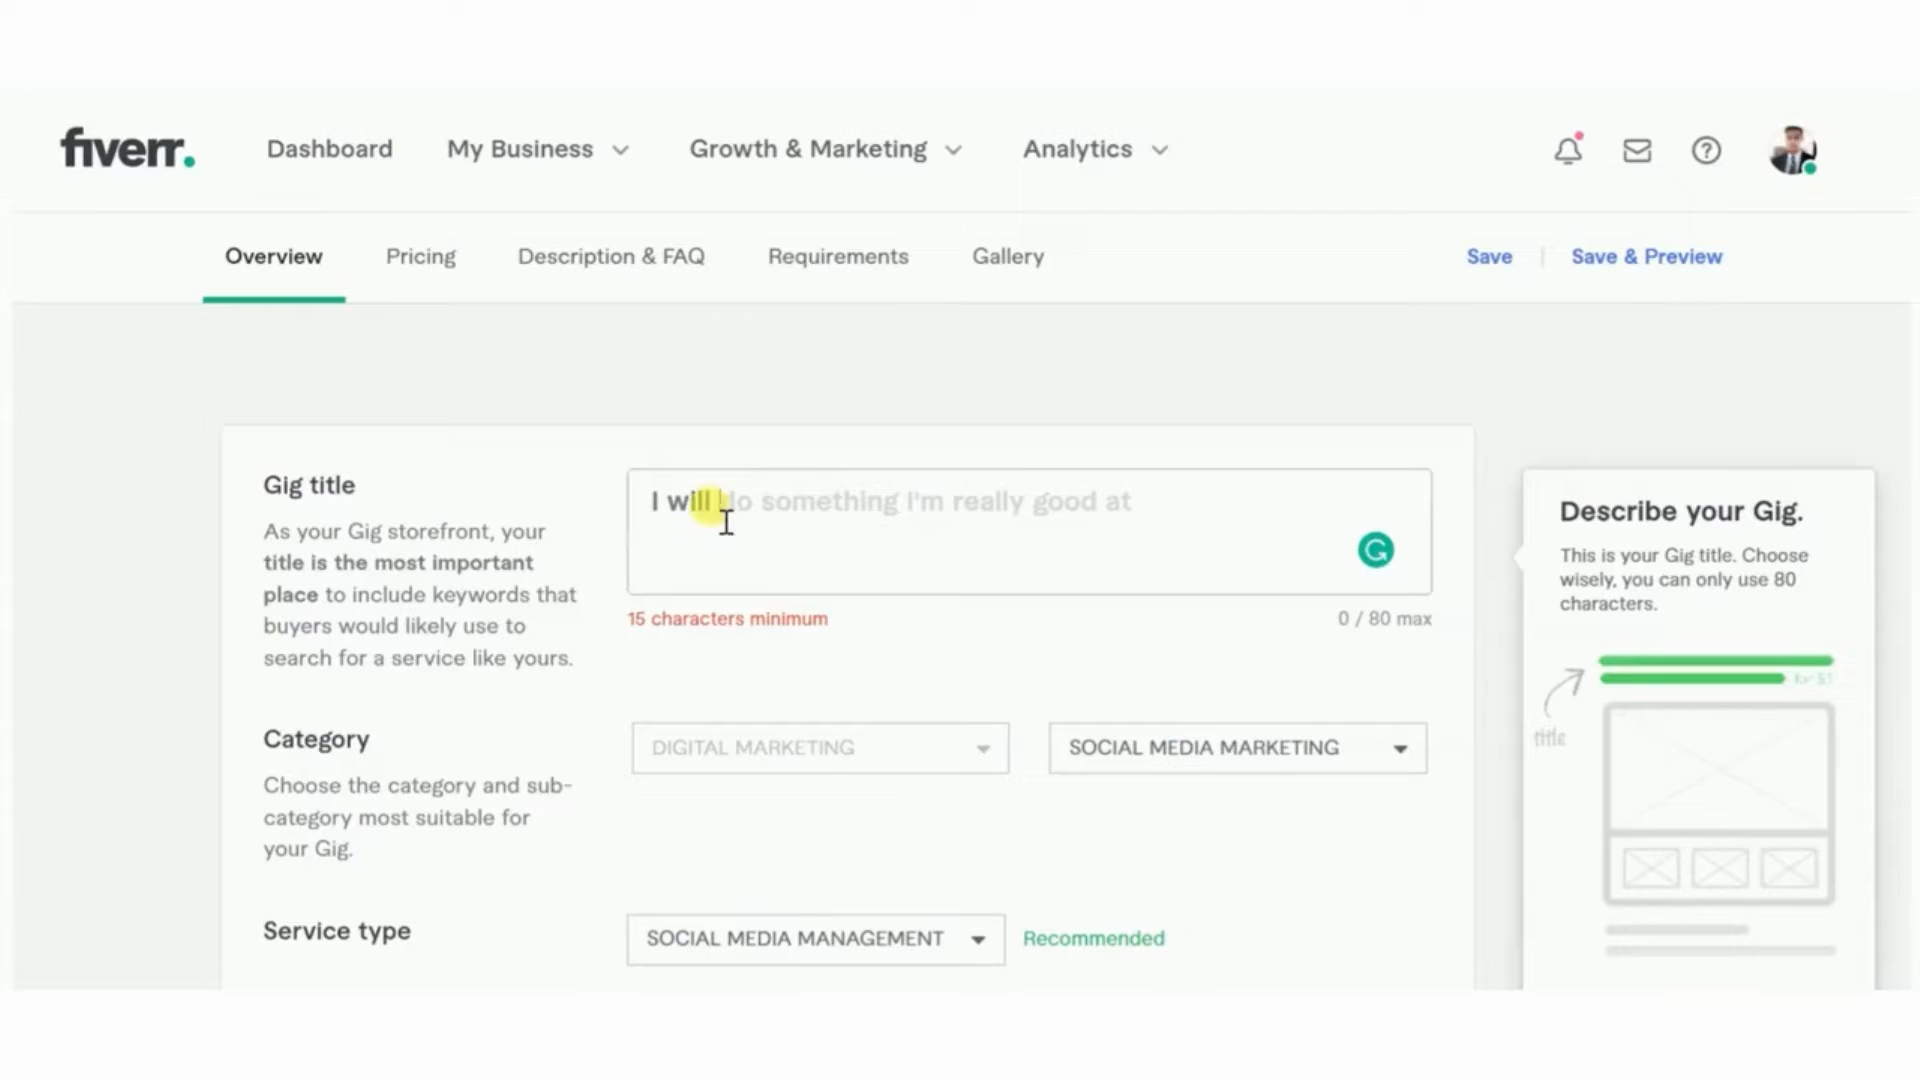 fiverr.
Dashboard My Business Growth & Marketing Analytics
Overview Pricing Description & FAQ Requirements Gallery Save Save & Preview
Gig title
As your Gig storefront, your
title is the most important
place to include keywords that
buyers would likely use to
search for a service like yours.
I will do something I'm really good at
15 characters minimum 0 / 80 max
Category
Choose the category and sub-
category most suitable for
your Gig.
DIGITAL MARKETING SOCIAL MEDIA MARKETING
Service type
SOCIAL MEDIA MANAGEMENT Recommended
Describe your Gig.
This is your Gig title. Choose
wisely, you can only use 80
characters.
title